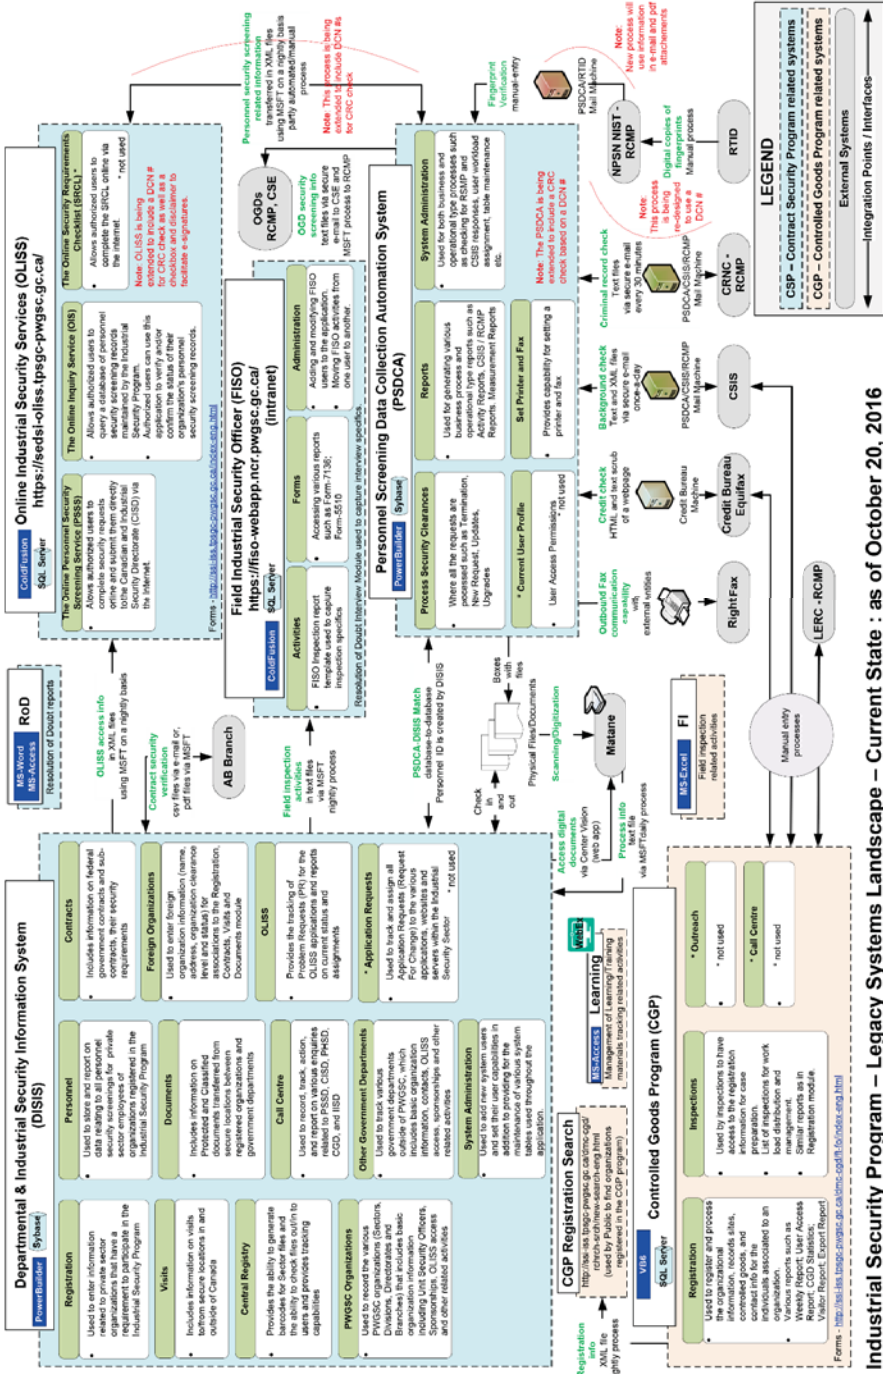 Departmental & Industrial Security Information System
(DISIS)
PowerBuilder
Sybase
Registration
• Used to enter information
related to private sector
organizations that have a
requirement to participate in the
Industrial Security Program
Visits
• Includes information on visits
to/from secure locations in and
outside of Canada
Central Registry
• Provides the ability to generate
barcodes for Sector files and
the ability to check files out/in to
users and provides tracking
capabilities
PWGSC Organizations
• Used to record the various
PWGSC organizations (Sectors,
Divisions, Directorates and
Branches) that includes basic
organization information
including Unit Security Officers,
Sponsorships, OLISS access
and other related activities
Personnel
• Used to store and report on
data relating to all personnel
security screenings for private
sector employees of
organizations registered in the
Industrial Security Program
Documents
• Includes information on
Protected and Classified
documents transferred from
secure locations between
registered organizations and
government departments
Call Centre
• Used to record, track, action,
and report on various enquiries
related to PSSD, CISD, PHSD,
CGD, and IISD
Other Government Departments
• Used to track various
government departments
outside of PWGSC, which
includes basic organization
information, contacts, OLISS
access, sponsorships and other
related activities
System Administration
• Used to add new system users
and set their user capabilities in
addition to providing for the
maintenance of various system
tables used throughout the
application.
Contracts
• Includes information on federal
government contracts and sub-
contracts, their security
requirements
Foreign Organizations
• Used to enter foreign
organization information (name,
address, organization clearance
level and status) for
associations to the Registration,
Contracts, Visits and
Documents module
OLISS
• Provides the tracking of
Problem Requests (PR) for the
OLISS applications and reports
on current status and
assignments
* Application Requests
• Used to track and assign all
Application Requests (Request
For Change) to the various
applications, websites and
servers within the Industrial
Security Sector
* not used
MS-Word
MS-Access
RoD
Resolution of Doubt reports
OLISS access info
in XML files
using MSFT on a nightly basis
Contract security
verification
csv files via e-mail or,
pdf files via MSFT
AB Branch
Field inspection
activities
in text files
via MSFT
nightly process
PSDCA-DISIS Match
database-to-database
Personnel ID is created by DISIS
Check
in
and
out
Boxes
with
files
Physical Files/Documents
Scanning/Digitization
Matane
Access digital
documents
via Center Vision
(web app)
Process info
text file
via MSFTdaily process
ColdFusion
SQL Server
Online Industrial Security Services (OLISS)
https://sedsi-oliss.tpsgc-pwgsc.gc.ca/
The Online Personnel Security
Screening Service (PSSS)
• Allows authorized users to
complete security requests
online and submit them directly
to the Canadian and Industrial
Security Directorate (CISD) via
the Internet.
The Online Inquiry Service (OIS)
• Allows authorized users to
query a database of personnel
security screening records
maintained by the Industrial
Security Program.
• Authorized users can use this
application to verify and/or
confirm the status of their
organization's personnel
security screening records.
The Online Security Requirements
Checklist (SRCL) *
• Allows authorized users to
complete the SRCL online via
the Internet.
* not used
Note: OLISS is being
extended to include a DCN #
for CRC check as well as a
checkbox and disclaimer to
facilitate e-signatures.
Forms - http://ssi-iss.tpsgc-pwgsc.gc.ca/index-eng.html
Personnel security screening
related information
transferred in XML files
using MSFT on a nightly basis
partly automated/manual
process
Note: This process is being
extended to include DCN #s
for CRC check
ColdFusion
SQL Server
Field Industrial Security Officer (FISO)
https://fiso-webapp.ncr.pwgsc.gc.ca/
(intranet)
Activities
• FISO Inspection report
template used to capture
inspection specifics
Forms
• Accessing various reports
such as Form-7136;
Form-5510
Administration
• Adding and modifying FISO
users to the application.
• Moving FISO activities from
one user to another.
Resolution of Doubt Interview Module used to capture interview specifics.
OGDs
RCMP, CSE
OGD security
screening info
text files via secure
e-mail to CSE and
MSFT process to RCMP
Personnel Screening Data Collection Automation System
(PSDCA)
PowerBuilder
Sybase
Process Security Clearances
• Where all the requests are
processed such as Termination,
New Request, Updates,
Upgrades
* Current User Profile
• User Access Permissions
* not used
Reports
• Used for generating various
business process and
operational type reports such as
Activity Reports, CSIS / RCMP
Reports, Measurement Reports
Set Printer and Fax
• Provides capability for setting a
printer and fax
System Administration
• Used for both business and
operational type processes such
as checking for RSMP and
CSIS responses, user workload
assignment, table maintenance
etc.
Note: The PSDCA is being
extended to include a CRC
check based on a DCN #
Outbound Fax
communication
capability
with
external entities
RightFax
Credit check
HTML and text scrub
of a webpage
Credit Bureau
Machine
Credit Bureau
Equifax
Background check
Text and XML files
via secure e-mail
once-a-day
PSDCA/CSIS/RCMP
Mail Machine
CSIS
Criminal record check
Text files
via secure e-mail
every 30 minutes
PSDCA/CSIS/RCMP
Mail Machine
CRNC -
RCMP
Note:
This process
is being
re-designed
to use a
DCN #
Fingerprint
Verification
manual-entry
PSDCA/RTID
Mail Machine
Note:
New process will
use information
in e-mail and pdf
attachements
NPSN NIST -
RCMP
Digital copies of
fingerprints
Manual process
RTID
LERC - RCMP
Manual entry
processes
MS-Excel
FI
Field inspection
related activities
CGP Registration Search
(used by Public to find organizations
registered in the CGP program)
MS-Access
Learning
WebEx
Management of Learning/Training
materials tracking related activities
Registration
info
XML file
nightly process
VB6
SQL Server
Controlled Goods Program (CGP)
Registration
• Used to register and process
the organizational
information, records sites,
controlled goods, and
contact info for the
individuals associated to an
organization.
• Various reports such as
Weekly Report; User Access
Report; CGD Statistics;
Visitor Report; Export Report
Inspections
• Used by inspections to have
access to the registration
information for case
preparation.
• List of inspections for work
load distribution and
management.
• Similar reports as in
Registration module.
* Outreach
• * not used
* Call Centre
• * not used
LEGEND
CSP – Contract Security Program related systems
CGP – Controlled Goods Program related systems
External Systems
Integration Points / Interfaces
Industrial Security Program – Legacy Systems Landscape – Current State : as of October 20, 2016